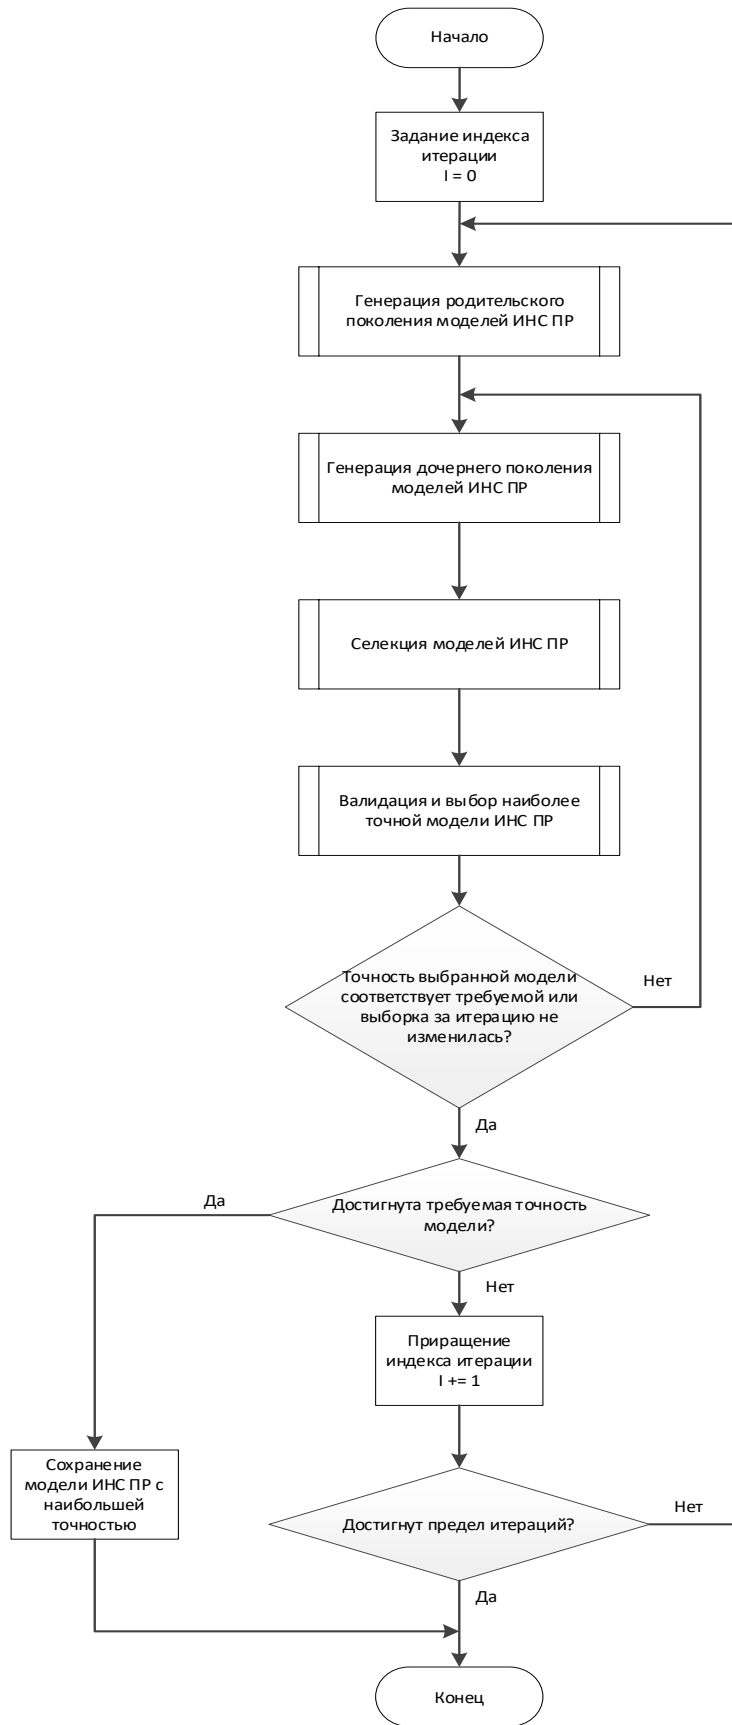 Начало
Задание индекса
итерации
I = 0
Генерация родительского
поколения моделей ИНС ПР
Генерация дочернего поколения
моделей ИНС ПР
Селекция моделей ИНС ПР
Валидация и выбор наиболее
точной модели ИНС ПР
Точность выбранной модели
соответствует требуемой или
выборка за итерацию не
изменилась?
Нет
Да
Достигнута требуемая точность
модели?
Да
Нет
Приращение
индекса итерации
I += 1
Сохранение
модели ИНС ПР с
наибольшей
точностью
Достигнут предел итераций?
Нет
Да
Конец